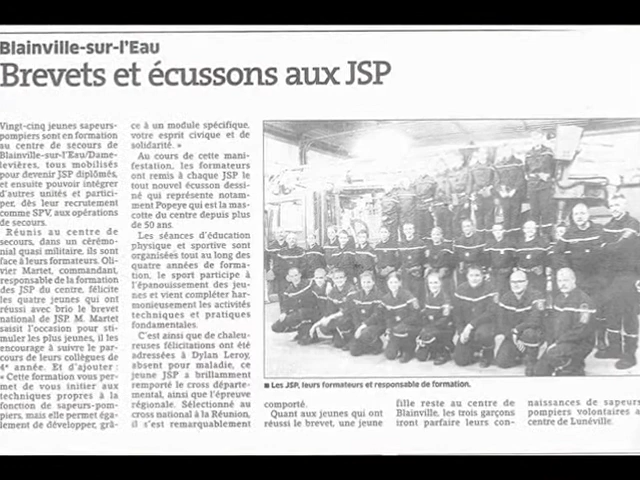 Blainville-sur-l'Eau
Brevets et écussons aux JSP
Vingt-cinq jeunes sapeurs-
pompiers sont en formation
au centre de secours de
Blainville-sur-l'Eau/Dame-
levières, tous mobilisés
pour devenir JSP diplômés,
et ensuite pouvoir intégrer
d'autres unités et partici-
per, dès leur recrutement
comme SPV, aux opérations
de secours.
Réunis au centre de
secours, dans un cérémo-
nial quasi militaire, ils sont
face à leurs formateurs. Oli-
vier Martet, commandant,
responsable de la formation
des JSP du centre, félicite
les quatre jeunes qui ont
réussi avec brio le brevet
national de JSP. M. Martet
saisit l'occasion pour sti-
muler les plus jeunes, il les
encourage à suivre le par-
cours de leurs collègues de
4e année. Et d'ajouter :
« Cette formation vous per-
met de vous initier aux
techniques propres à la
fonction de sapeurs-pom-
piers, mais elle permet éga-
lement de développer, grâ-
ce à un module spécifique,
votre esprit civique et de
solidarité. »
Au cours de cette mani-
festation, les formateurs
ont remis à chaque JSP le
tout nouvel écusson dessi-
né qui représente notam-
ment Popeye qui est la mas-
cotte du centre depuis plus
de 50 ans.
Les séances d'éducation
physique et sportive sont
organisées tout au long des
quatre années de forma-
tion, le sport participe à
l'épanouissement des jeu-
nes et vient compléter har-
monieusement les activités
techniques et pratiques
fondamentales.
C'est ainsi que de chaleu-
reuses félicitations ont été
adressées à Dylan Leroy,
absent pour maladie, ce
jeune JSP a brillamment
remporté le cross départe-
mental, ainsi que l'épreuve
régionale. Sélectionné au
cross national à la Réunion,
il s'est remarquablement
■ Les JSP, leurs formateurs et responsable de formation.
comporté.
Quant aux jeunes qui ont
réussi le brevet, une jeune
fille reste au centre de
Blainville, les trois garçons
iront parfaire leurs con-
naissances de sapeurs
pompiers volontaires a
centre de Lunéville.